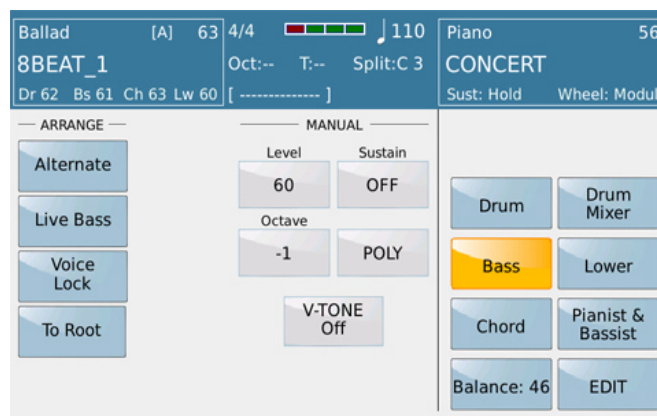 Ballad [A] 63 4/4 110 Piano 56
8BEAT_1 Oct:-- T:-- Split:C 3 CONCERT
Dr 62 Bs 61 Ch 63 Lw 60 [ -------------- ] Sust: Hold Wheel: Modul
ARRANGE
Alternate
Live Bass
Voice
Lock
To Root
MANUAL
Level Sustain
60 OFF
Octave
-1 POLY
V-TONE
Off
Drum
Drum
Mixer
Bass
Lower
Chord
Pianist &
Bassist
Balance: 46
EDIT